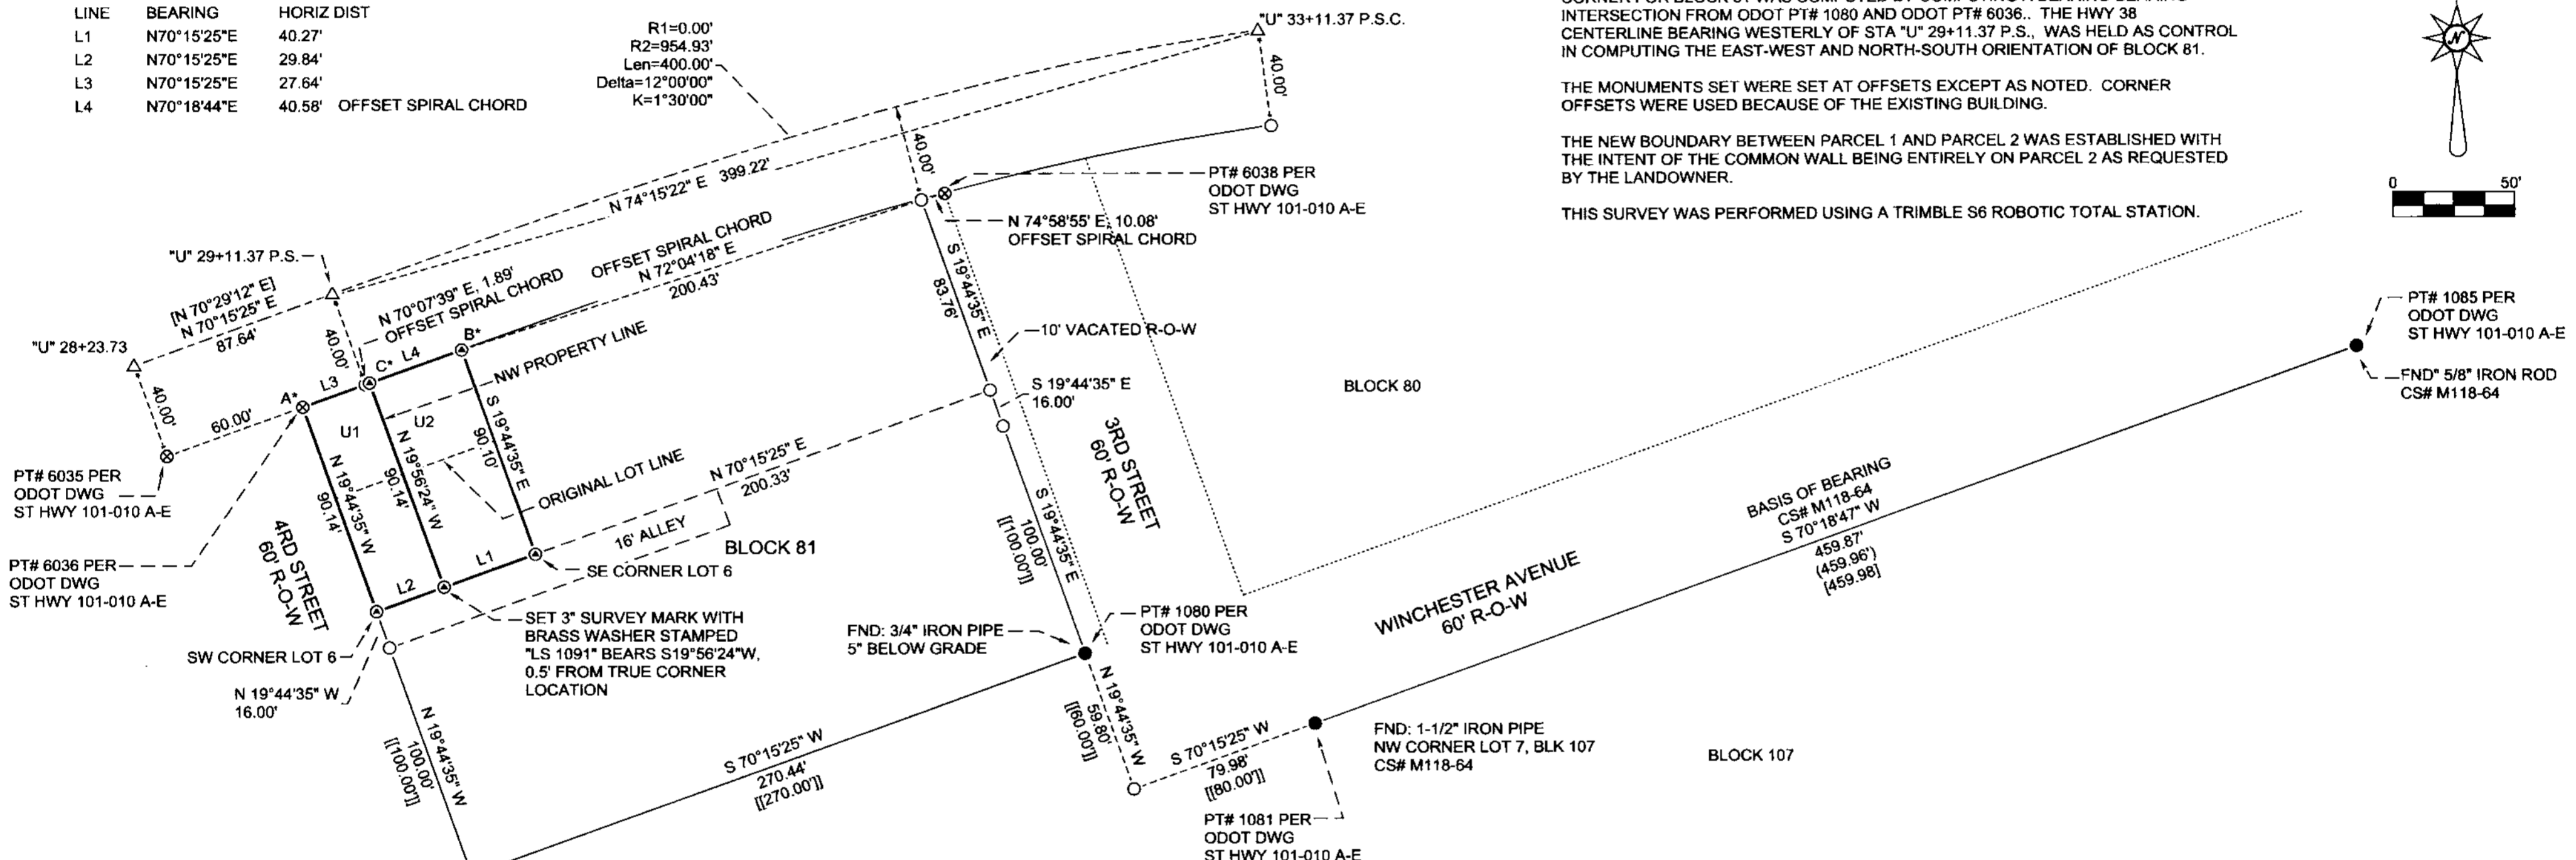 LINE BEARING HORIZ DIST
L1 N70°15'25"E 40.27'
L2 N70°15'25"E 29.84'
L3 N70°15'25"E 27.64'
L4 N70°18'44"E 40.58' OFFSET SPIRAL CHORD
R1=0.00'
R2=954.93'
Len=400.00'
Delta=12°00'00"
K=1°30'00"
"U" 33+11.37 P.S.C.
40.00'
INTERSECTION FROM ODOT PT# 1080 AND ODOT PT# 6036.. THE HWY 38
CENTERLINE BEARING WESTERLY OF STA "U" 29+11.37 P.S., WAS HELD AS CONTROL
IN COMPUTING THE EAST-WEST AND NORTH-SOUTH ORIENTATION OF BLOCK 81.
THE MONUMENTS SET WERE SET AT OFFSETS EXCEPT AS NOTED. CORNER
OFFSETS WERE USED BECAUSE OF THE EXISTING BUILDING.
THE NEW BOUNDARY BETWEEN PARCEL 1 AND PARCEL 2 WAS ESTABLISHED WITH
THE INTENT OF THE COMMON WALL BEING ENTIRELY ON PARCEL 2 AS REQUESTED
BY THE LANDOWNER.
THIS SURVEY WAS PERFORMED USING A TRIMBLE S6 ROBOTIC TOTAL STATION.
N
0 50'
40.00'
N 74°15'22" E 399.22'
PT# 6038 PER
ODOT DWG
ST HWY 101-010 A-E
N 74°58'55' E, 10.08'
OFFSET SPIRAL CHORD
"U" 29+11.37 P.S.
[N 70°29'12" E]
N 70°15'25" E
87.64'
"U" 28+23.73
40.00'
40.00'
N 70°07'39" E, 1.89'
OFFSET SPIRAL CHORD
OFFSET SPIRAL CHORD
N 72°04'18" E
200.43'
S 19°44'35" E
83.76'
10' VACATED R-O-W
NW PROPERTY LINE
A*
L3
C*
L4
B*
60.00'
U1
U2
N 19°44'35" W
90.14'
N 19°56'24" W
90.14'
S 19°44'35" E
90.10'
ORIGINAL LOT LINE
N 70°15'25" E
200.33'
S 19°44'35" E
16.00'
BLOCK 80
PT# 1085 PER
ODOT DWG
ST HWY 101-010 A-E
FND" 5/8" IRON ROD
CS# M118-64
PT# 6035 PER
ODOT DWG
ST HWY 101-010 A-E
PT# 6036 PER
ODOT DWG
ST HWY 101-010 A-E
4RD STREET
60' R-O-W
L2
L1
16' ALLEY
BLOCK 81
SE CORNER LOT 6
3RD STREET
60' R-O-W
S 19°44'35" E
100.00'
[[100.00']]
BASIS OF BEARING
CS# M118-64
S 70°18'47" W
459.87'
(459.96')
[459.98]
WINCHESTER AVENUE
60' R-O-W
SET 3" SURVEY MARK WITH
BRASS WASHER STAMPED
"LS 1091" BEARS S19°56'24"W,
0.5' FROM TRUE CORNER
LOCATION
SW CORNER LOT 6
N 19°44'35" W
16.00'
FND: 3/4" IRON PIPE
5" BELOW GRADE
PT# 1080 PER
ODOT DWG
ST HWY 101-010 A-E
N 19°44'35" W
100.00'
[[100.00']]
S 70°15'25" W
270.44'
[[270.00']]
N 19°44'35" W
59.80'
[[60.00']]
S 70°15'25" W
79.98'
[[80.00']]
FND: 1-1/2" IRON PIPE
NW CORNER LOT 7, BLK 107
CS# M118-64
BLOCK 107
PT# 1081 PER
ODOT DWG
ST HWY 101-010 A-E